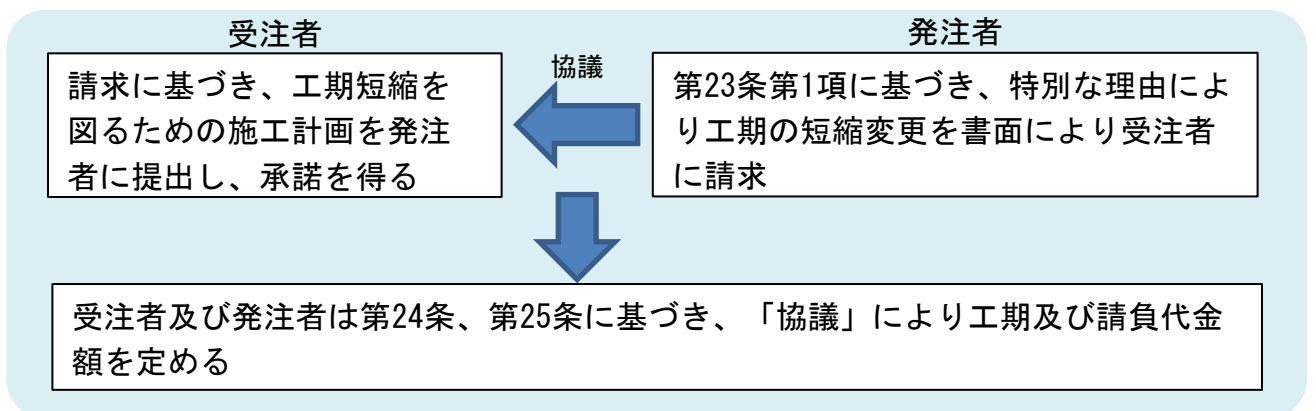 受注者
請求に基づき、工期短縮を
図るための施工計画を発注
者に提出し、承諾を得る
協議
発注者
第23条第1項に基づき、特別な理由によ
り工期の短縮変更を書面により受注者
に請求
受注者及び発注者は第24条、第25条に基づき、「協議」により工期及び請負代金
額を定める